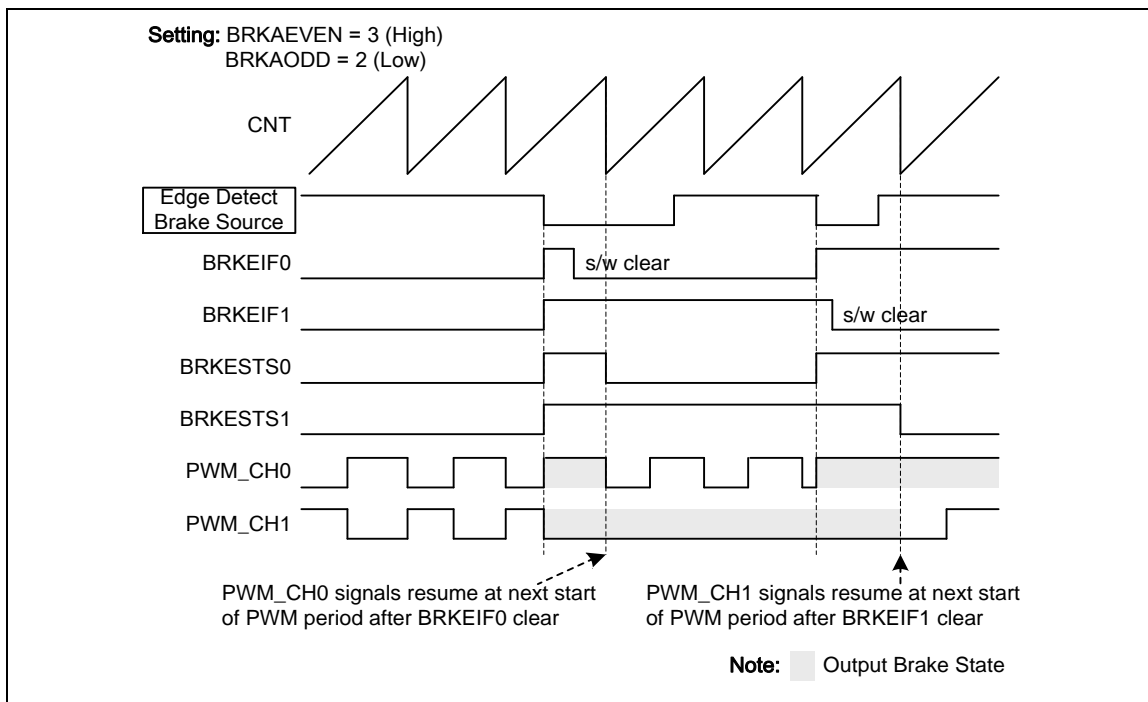 Setting: BRKAEVEN = 3 (High)
BRKAODD = 2 (Low)
CNT
Edge Detect
Brake Source
BRKEIF0
s/w clear
BRKEIF1
s/w clear
BRKESTS0
BRKESTS1
PWM_CH0
PWM_CH1
PWM_CH0 signals resume at next start
of PWM period after BRKEIF0 clear
PWM_CH1 signals resume at next start
of PWM period after BRKEIF1 clear
Note: Output Brake State